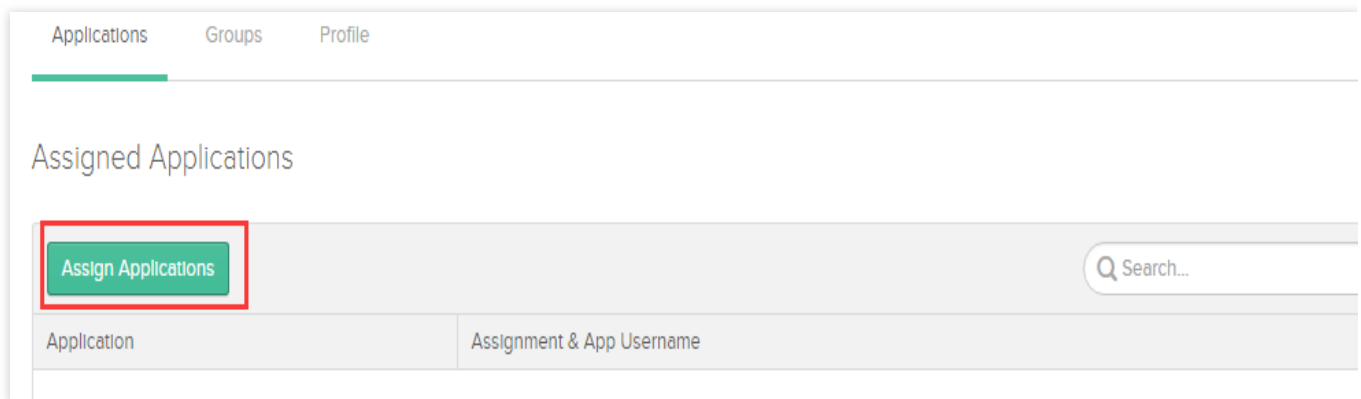 Applications Groups Profile
Assigned Applications
Assign Applications Search...
Application Assignment & App Username